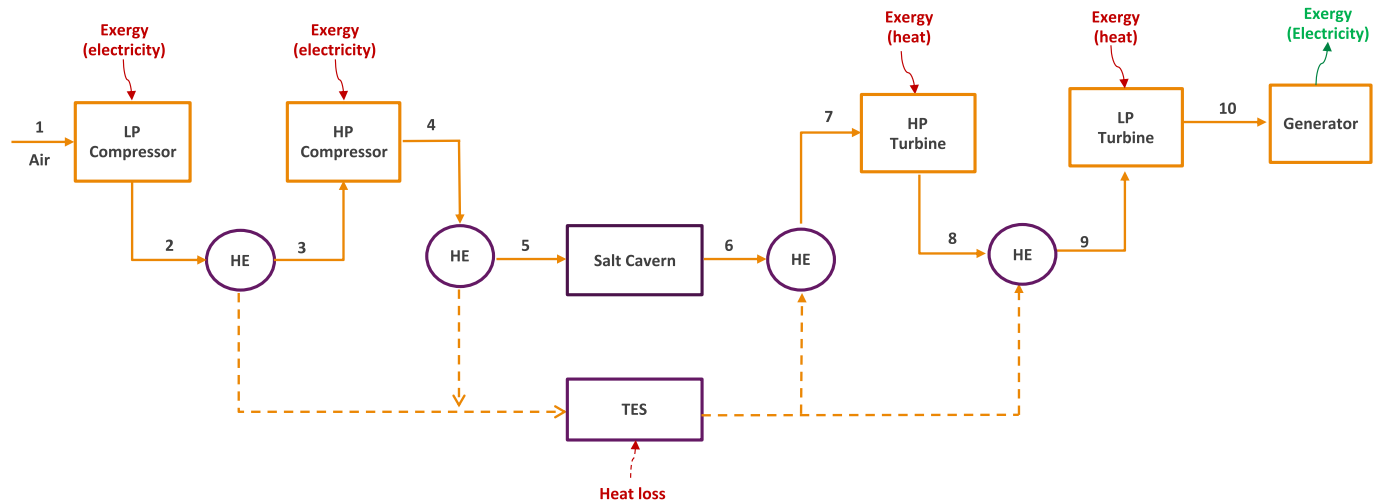 Exergy
(electricity)
Exergy
(electricity)
Exergy
(heat)
Exergy
(heat)
Exergy
(Electricity)
1
Air
LP
Compressor
HP
Compressor
4
7
HP
Turbine
LP
Turbine
10
Generator
2
HE
3
HE
5
Salt Cavern
6
HE
8
HE
9
TES
Heat loss